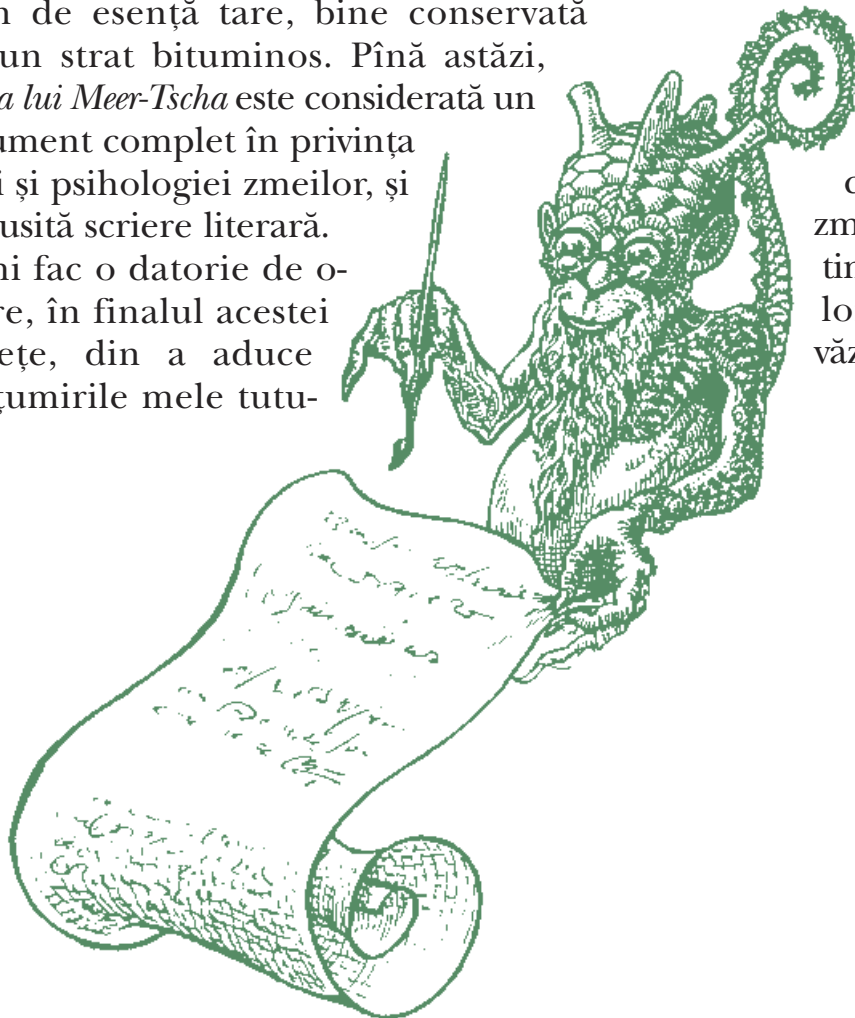 n de esență tare, bine conservată
un strat bituminos. Pînă astăzi,
a lui Meer-Tscha este considerată un
ument complet în privința
i și psihologiei zmeilor, și
usită scriere literară.
ni fac o datorie de o-
re, în finalul acestei
ețe, din a aduce
țumirile mele tutu-
c
zm
tin
lo
văz